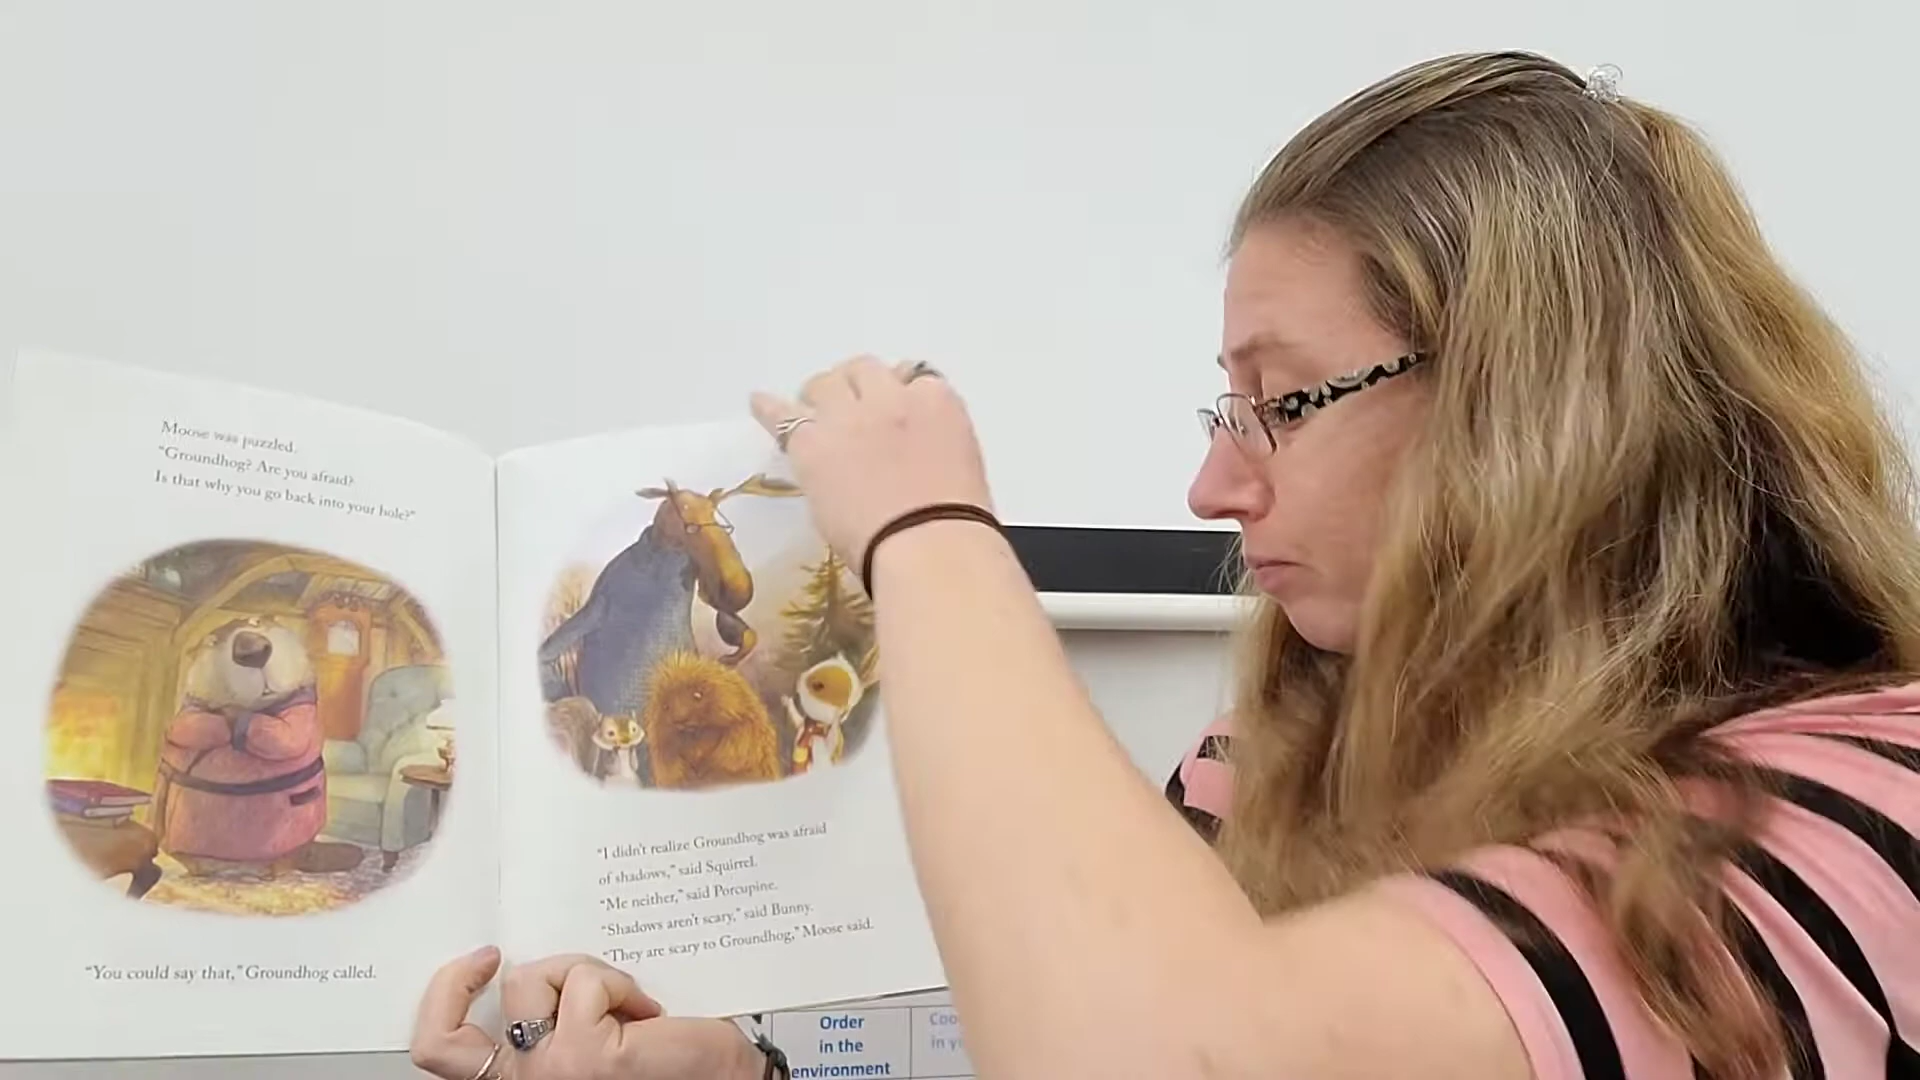 Moose was puzzled.
"Groundhog? Are you afraid?
Is that why you go back into your hole?"
"You could say that," Groundhog called.
"I didn't realize Groundhog was afraid
of shadows," said Squirrel.
"Me neither," said Porcupine.
"Shadows aren't scary," said Bunny.
"They are scary to Groundhog," Moose said.
Order
in the
environment